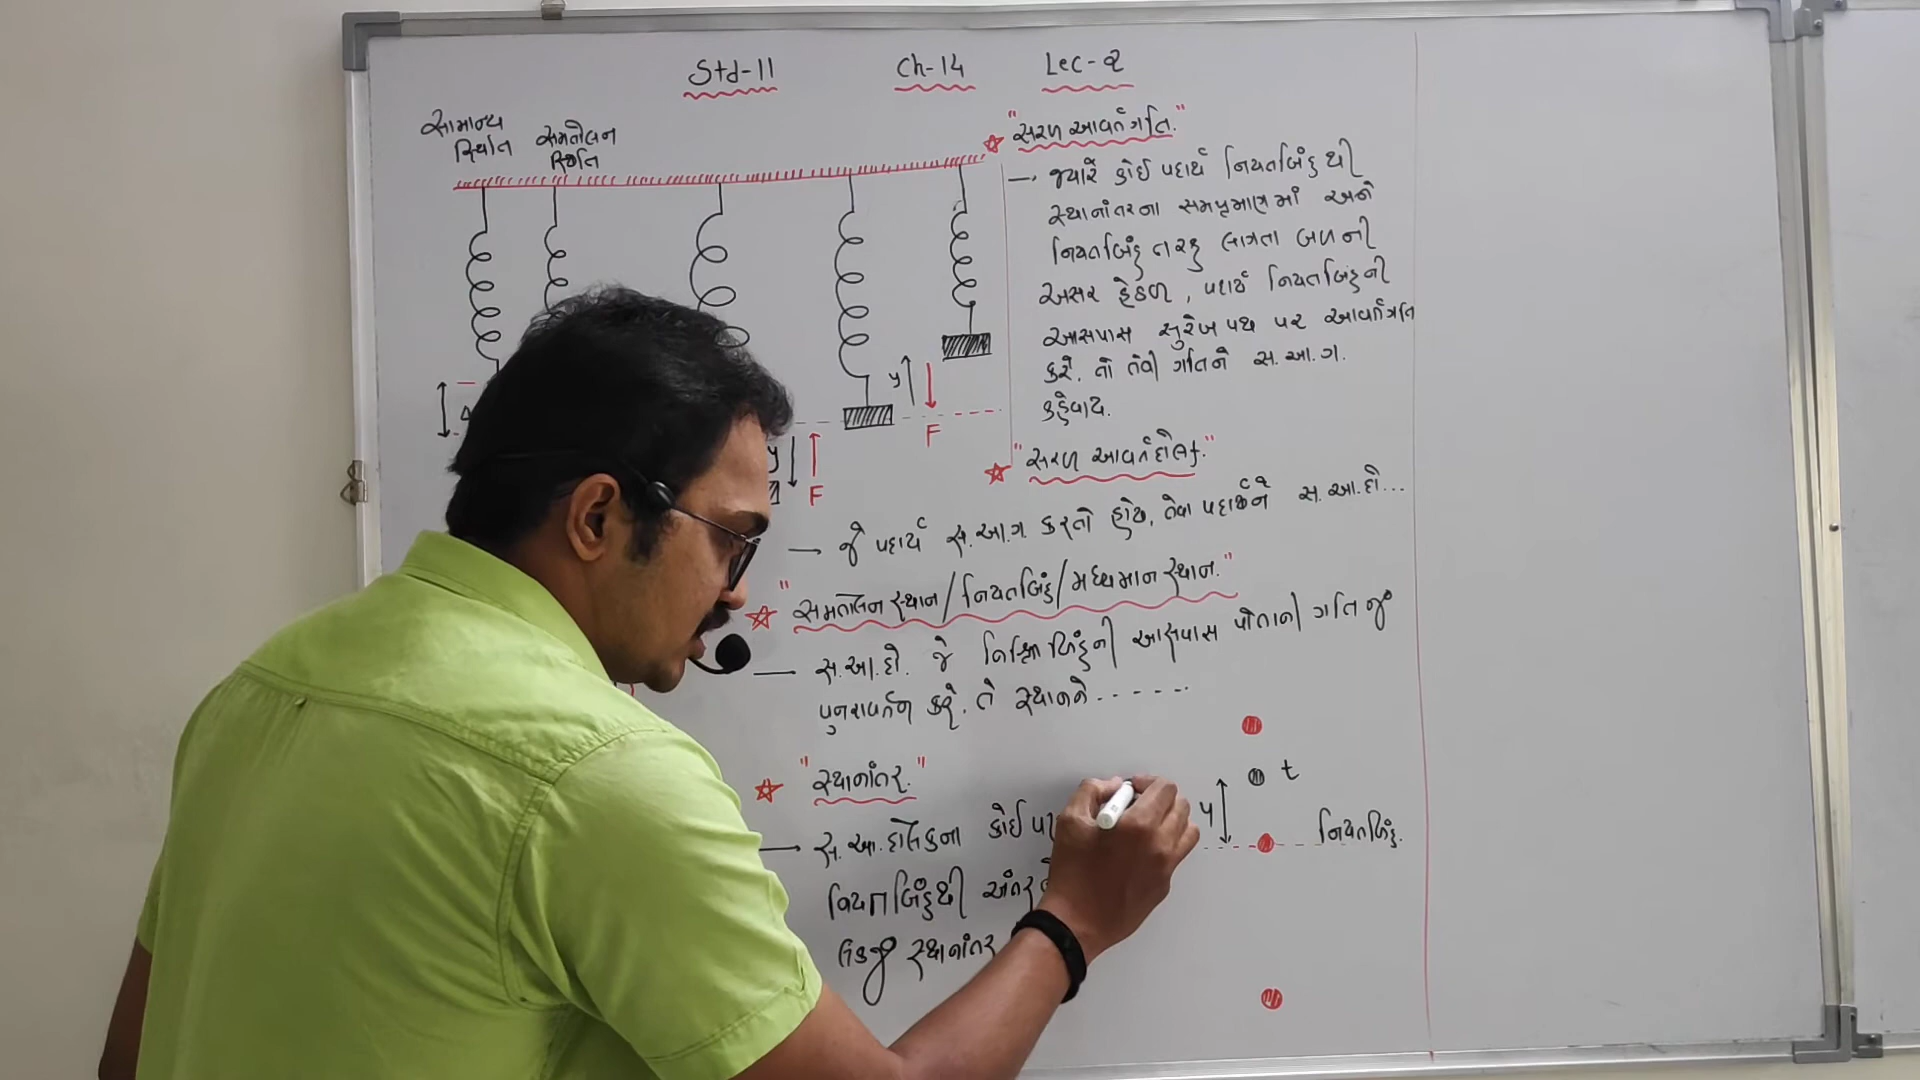 Std-11 Ch-14 Lec-2
સામાન્ય
સ્થિતિ
સમતોલન
સ્થિતિ
"સરળ આવર્તગતિ."
→ જ્યારે કોઈ પદાર્થ નિયતબિંદુથી
સ્થાનાંતરના સમપ્રમાણમાં અને
નિયતબિંદુ તરફ લાગતા બળની
અસર હેઠળ, પદાર્થ નિયતબિંદુની
આસપાસ સુરેખ પથ પર આવર્તગતિ
કરે. તો તેવી ગતિને સ.આ.ગ.
કહેવાય.
y
F
y
F
"સરળ આવર્તદોલક."
→ જે પદાર્થ સ.આ.ગ. કરતો હોય, તેવા પદાર્થને સ.આ.દો...
"સમતોલન સ્થાન/નિયતબિંદુ/મધ્યમાન સ્થાન."
સ.આ.દો. જે નિશ્ચિત બિંદુની આસપાસ પોતાની ગતિનું
પુનરાવર્તન કરે. તે સ્થાનને......
"સ્થાનાંતર."
→ સ.આ.દોલકના કોઈ પણ
નિયતબિંદુથી
સ્થાનાંતર
t
y
નિયતબિંદુ.